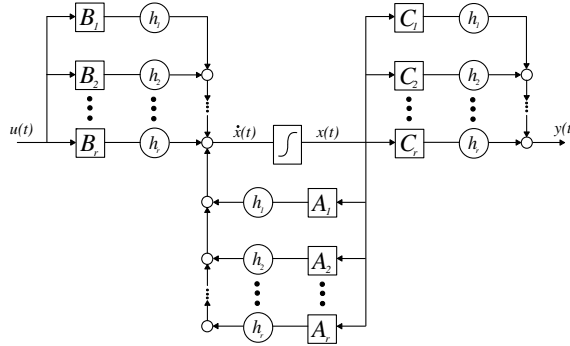 B₁ h₁ C₁ h₁
B₂ h₂ C₂ h₂
u(t) ẋ(t) x(t) y(t
Bᵣ hᵣ ∫ Cᵣ hᵣ
h₁ A₁
h₂ A₂
hᵣ Aᵣ